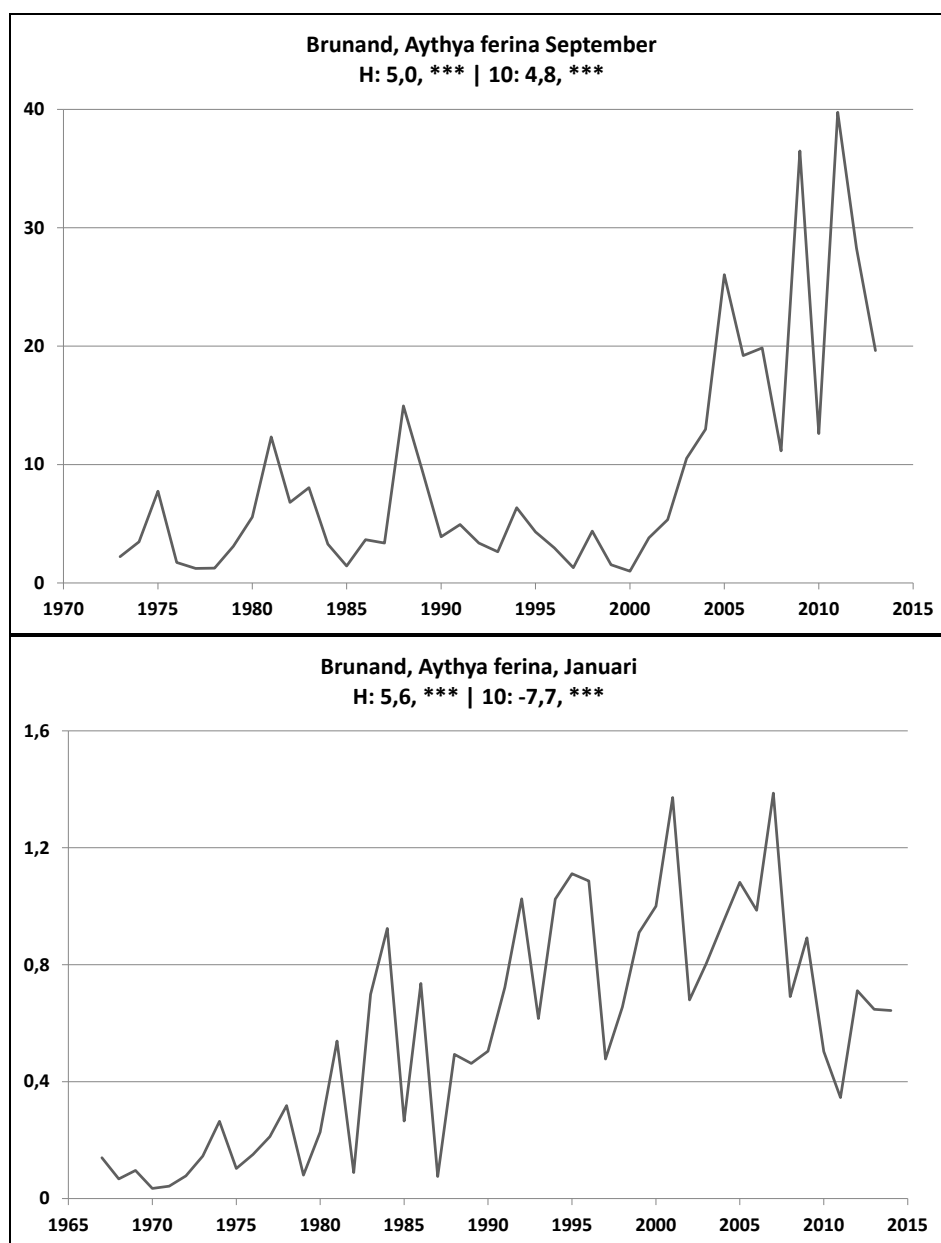 Brunand, Aythya ferina September
H: 5,0, *** | 10: 4,8, ***
40
30
20
10
0
1970 1975 1980 1985 1990 1995 2000 2005 2010 2015
Brunand, Aythya ferina, Januari
H: 5,6, *** | 10: -7,7, ***
1,6
1,2
0,8
0,4
0
1965 1970 1975 1980 1985 1990 1995 2000 2005 2010 2015